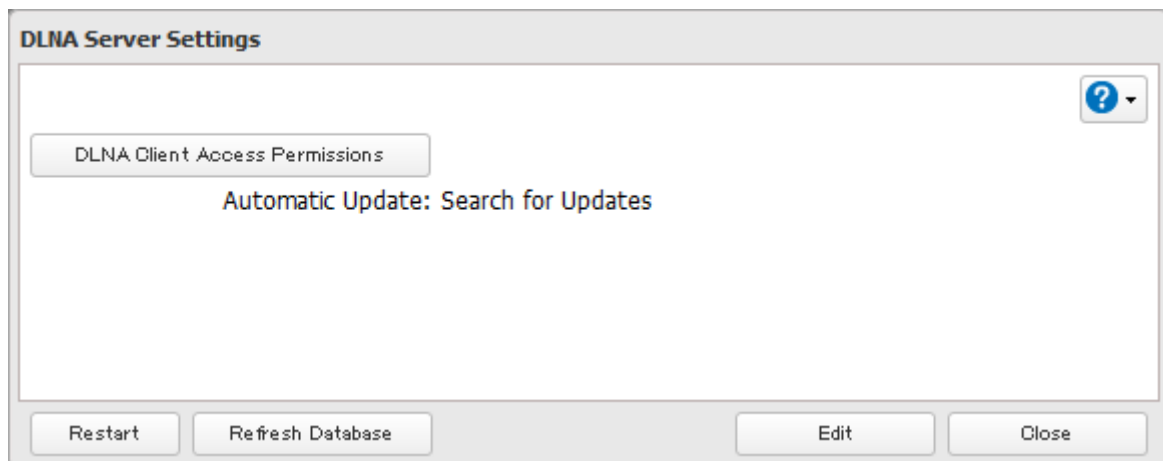 DLNA Server Settings
?
DLNA Client Access Permissions
Automatic Update: Search for Updates
Restart Refresh Database Edit Close